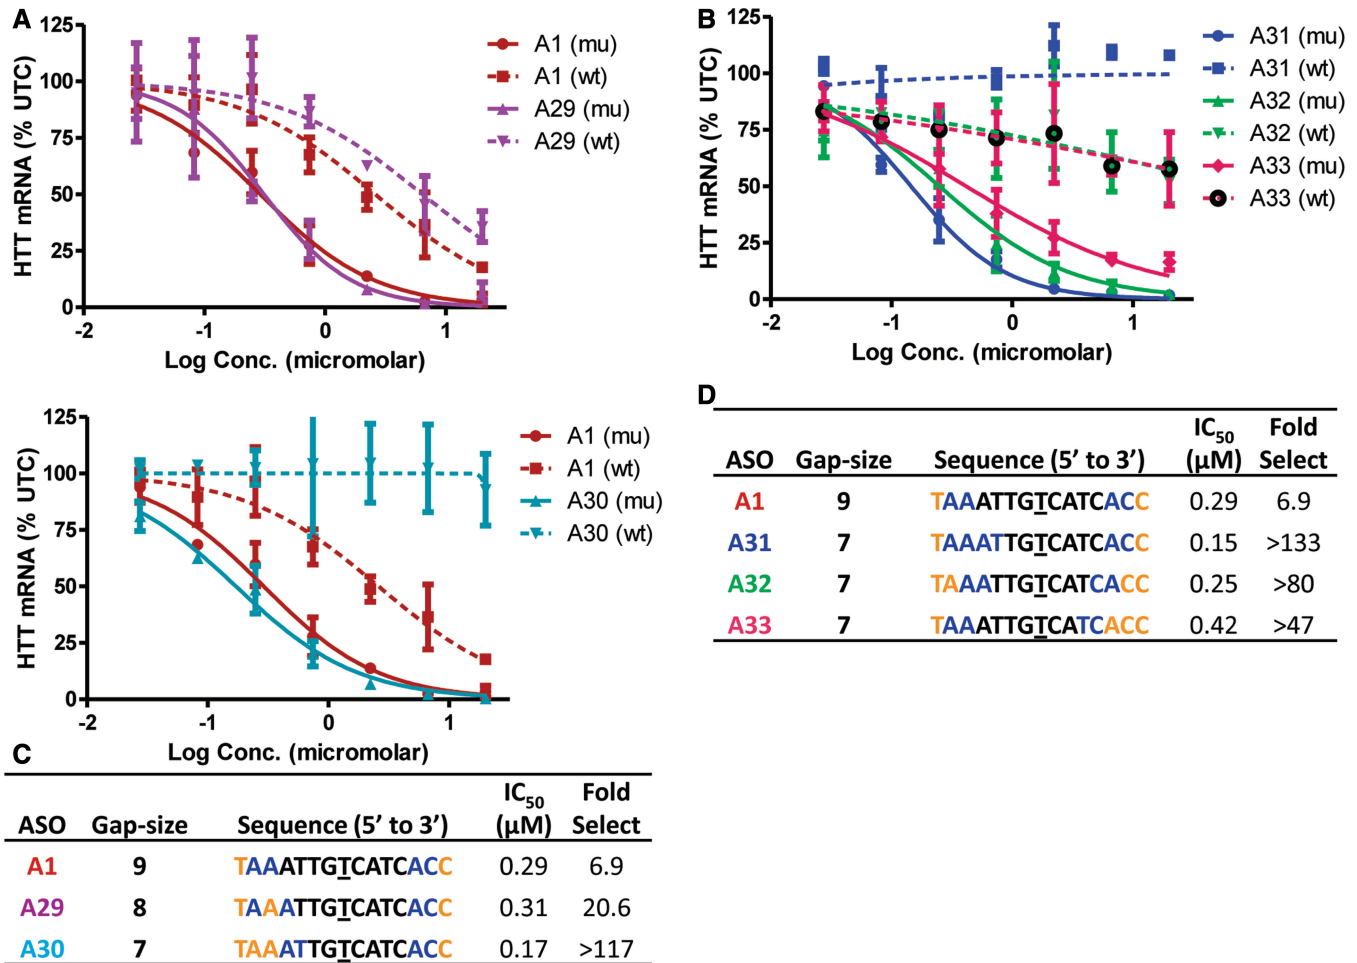 A
125
100
75
50
25
0
HTT mRNA (% UTC)
-2 -1 0 1
Log Conc. (micromolar)
A1 (mu)
A1 (wt)
A29 (mu)
A29 (wt)
B
125
100
75
50
25
0
HTT mRNA (% UTC)
-2 -1 0 1
Log Conc. (micromolar)
A31 (mu)
A31 (wt)
A32 (mu)
A32 (wt)
A33 (mu)
A33 (wt)
125
100
75
50
25
0
HTT mRNA (% UTC)
-2 -1 0 1
Log Conc. (micromolar)
A1 (mu)
A1 (wt)
A30 (mu)
A30 (wt)
C
IC50 Fold
ASO Gap-size Sequence (5’ to 3’) (μM) Select
A1 9 TAAATTGTCATCACC 0.29 6.9
A29 8 TAAATTGTCATCACC 0.31 20.6
A30 7 TAAATTGTCATCACC 0.17 >117
D
IC50 Fold
ASO Gap-size Sequence (5’ to 3’) (μM) Select
A1 9 TAAATTGTCATCACC 0.29 6.9
A31 7 TAAATTGTCATCACC 0.15 >133
A32 7 TAAATTGTCATCACC 0.25 >80
A33 7 TAAATTGTCATCACC 0.42 >47